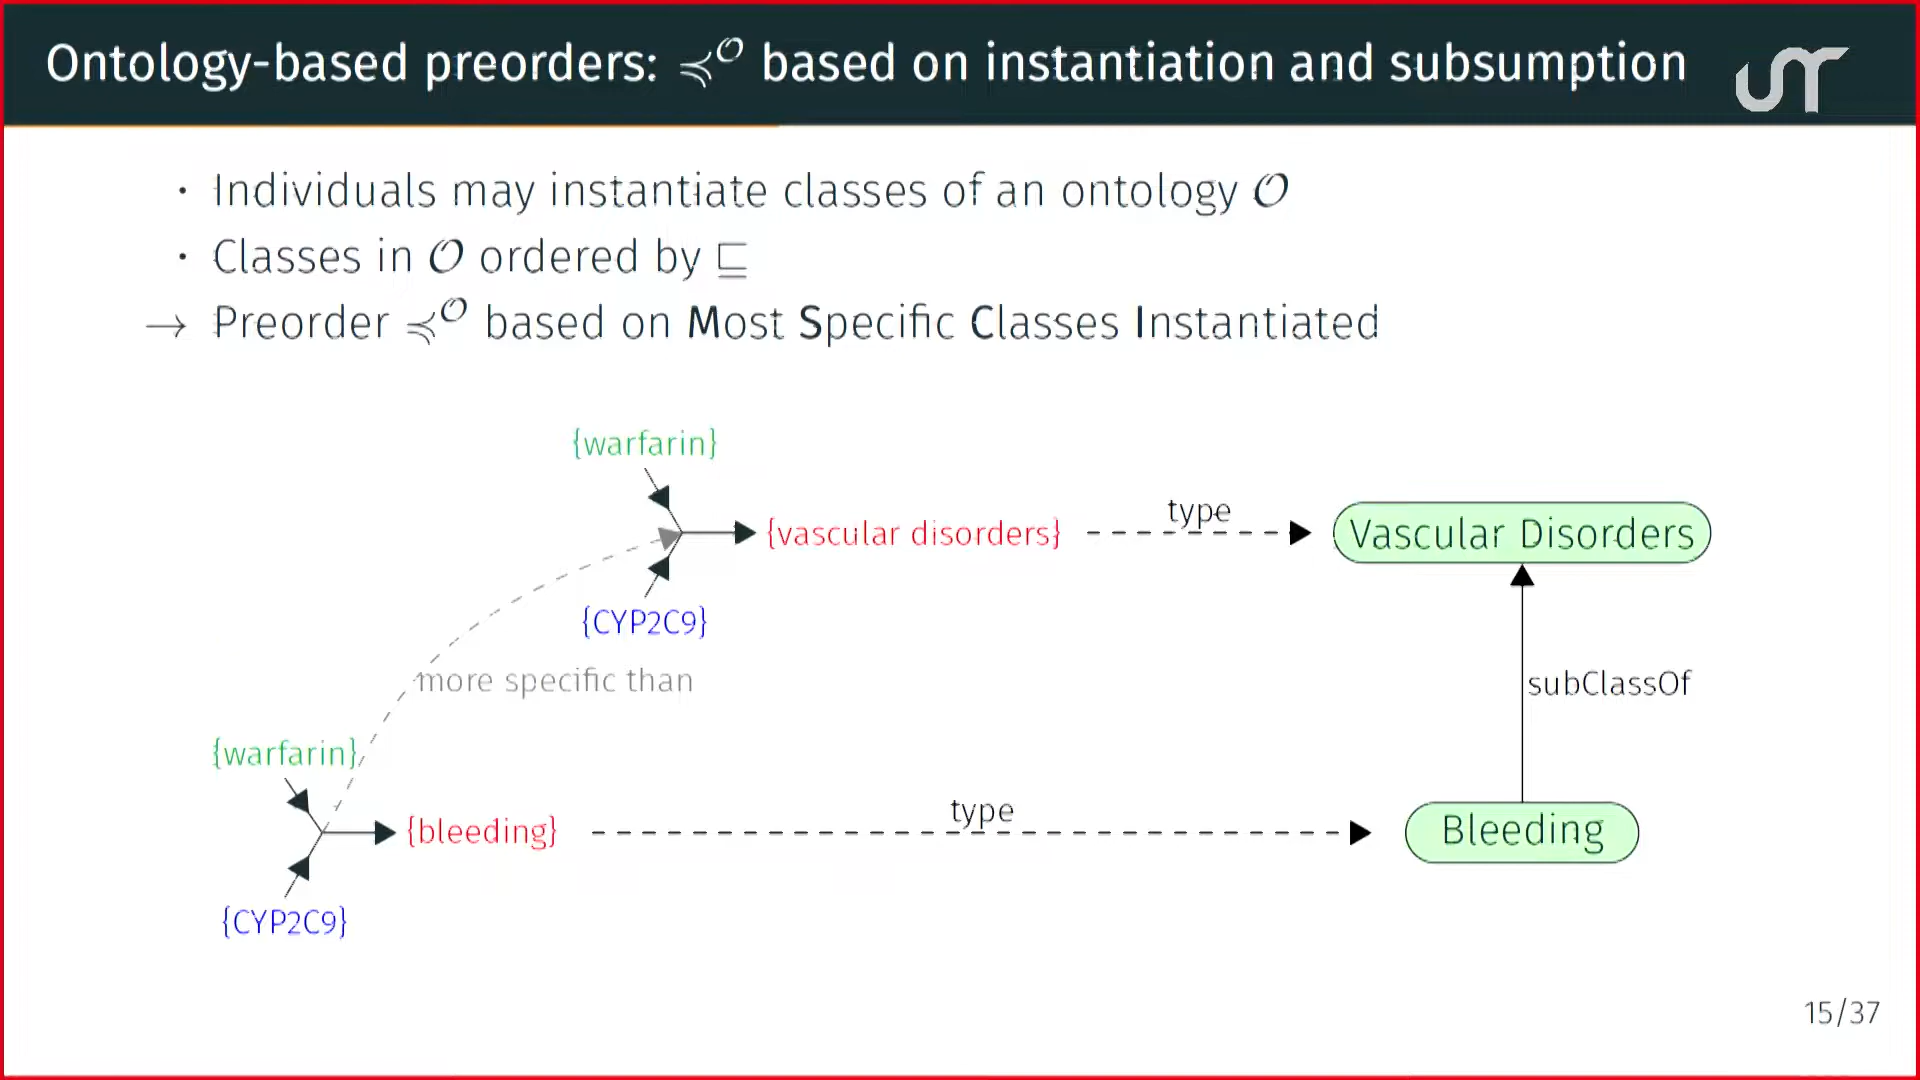 Ontology-based preorders: ≼^𝒪 based on instantiation and subsumption
· Individuals may instantiate classes of an ontology 𝒪
· Classes in 𝒪 ordered by ⊑
→ Preorder ≼^𝒪 based on Most Specific Classes Instantiated
{warfarin}
type
{vascular disorders}
Vascular Disorders
{CYP2C9}
more specific than
subClassOf
{warfarin}
type
{bleeding}
Bleeding
{CYP2C9}
15/37